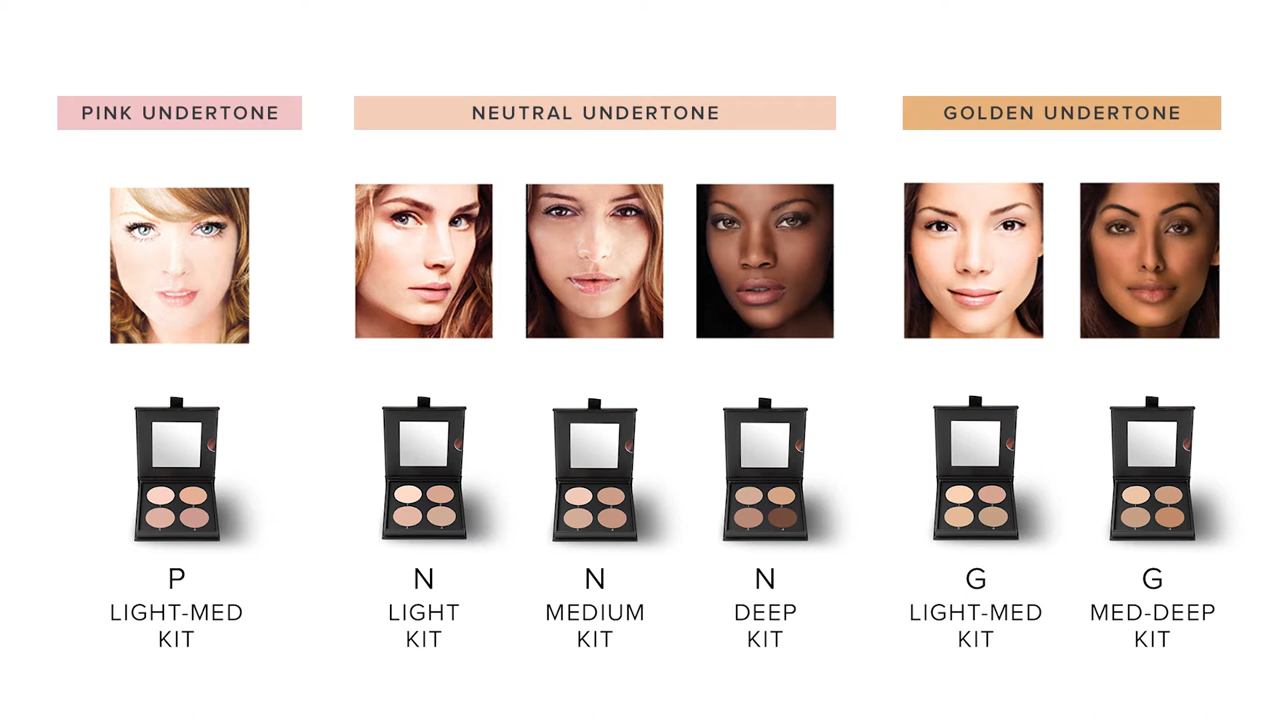 PINK UNDERTONE
NEUTRAL UNDERTONE
GOLDEN UNDERTONE
P
LIGHT-MED
KIT
N
LIGHT
KIT
N
MEDIUM
KIT
N
DEEP
KIT
G
LIGHT-MED
KIT
G
MED-DEEP
KIT